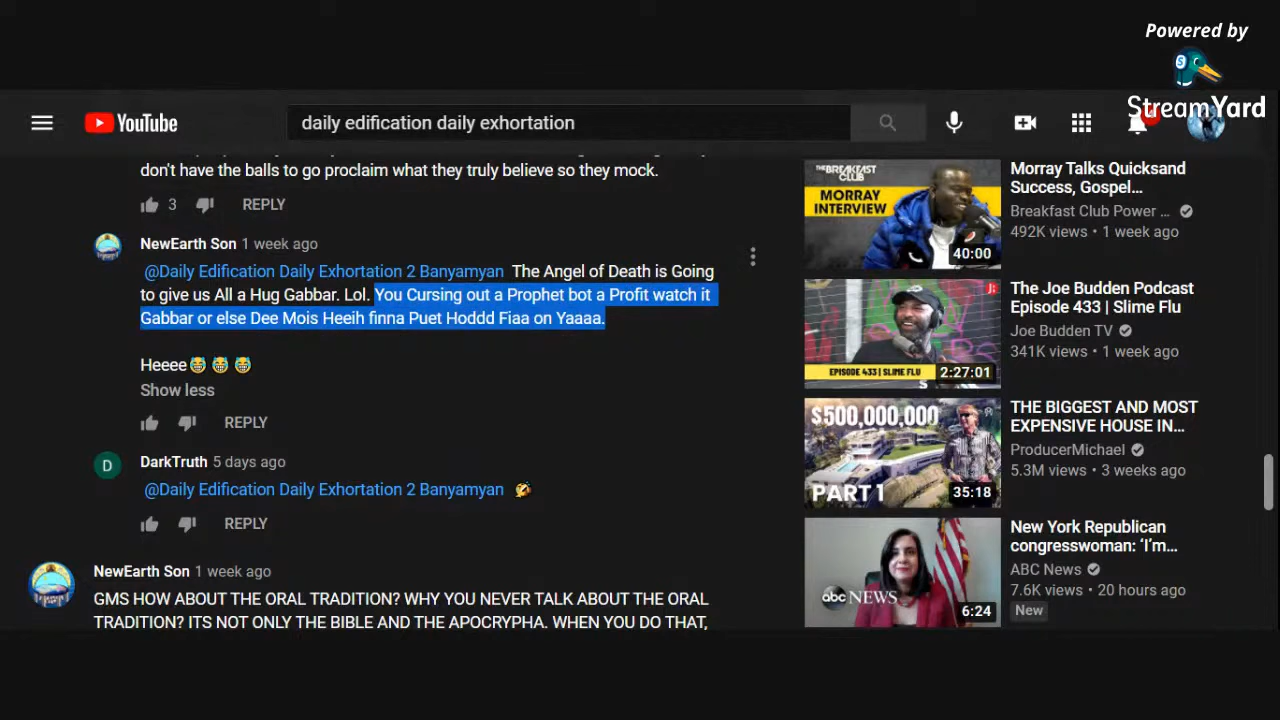 Powered by
StreamYard
YouTube
daily edification daily exhortation
don't have the balls to go proclaim what they truly believe so they mock.
3 REPLY
NewEarth Son 1 week ago
@Daily Edification Daily Exhortation 2 Banyamyan The Angel of Death is Going
to give us All a Hug Gabbar. Lol. You Cursing out a Prophet bot a Profit watch it
Gabbar or else Dee Mois Heeih finna Puet Hoddd Fiaa on Yaaaa.
Heeee😹 😹 😹
Show less
REPLY
D
DarkTruth 5 days ago
@Daily Edification Daily Exhortation 2 Banyamyan 🤣
REPLY
NewEarth Son 1 week ago
GMS HOW ABOUT THE ORAL TRADITION? WHY YOU NEVER TALK ABOUT THE ORAL
TRADITION? ITS NOT ONLY THE BIBLE AND THE APOCRYPHA. WHEN YOU DO THAT,
THE BREAKFAST CLUB
MORRAY
INTERVIEW
40:00
Morray Talks Quicksand
Success, Gospel...
Breakfast Club Power ...
492K views • 1 week ago
EPISODE 433 | SLIME FLU
2:27:01
The Joe Budden Podcast
Episode 433 | Slime Flu
Joe Budden TV
341K views • 1 week ago
$500,000,000
PART 1
35:18
THE BIGGEST AND MOST
EXPENSIVE HOUSE IN...
ProducerMichael
5.3M views • 3 weeks ago
abc NEWS
6:24
New York Republican
congresswoman: ‘I’m...
ABC News
7.6K views • 20 hours ago
New